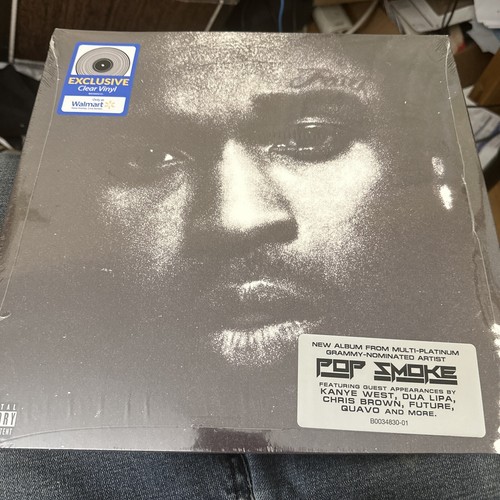 EXCLUSIVE
Clear Vinyl
Walmart
NEW ALBUM FROM MULTI-PLATINUM
GRAMMY-NOMINATED ARTIST
POP SMOKE
FEATURING GUEST APPEARANCES BY
KANYE WEST, DUA LIPA,
CHRIS BROWN, FUTURE,
QUAVO AND MORE.
B0034830-01